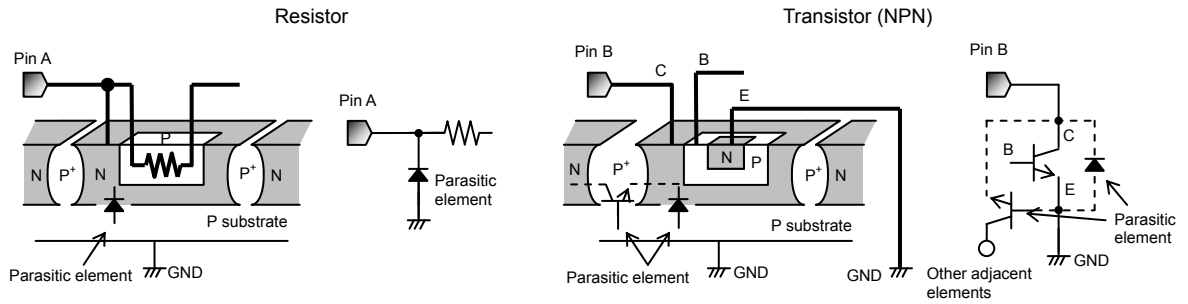 Resistor
Transistor (NPN)
Pin A
Pin A
P
N
P+
N
P+
N
Parasitic
element
P substrate
Parasitic element
GND
Pin B
C
B
E
N
P+
N
P
P+
N
P substrate
Parasitic element
GND
GND
Pin B
C
B
E
Parasitic
element
GND
Other adjacent
elements